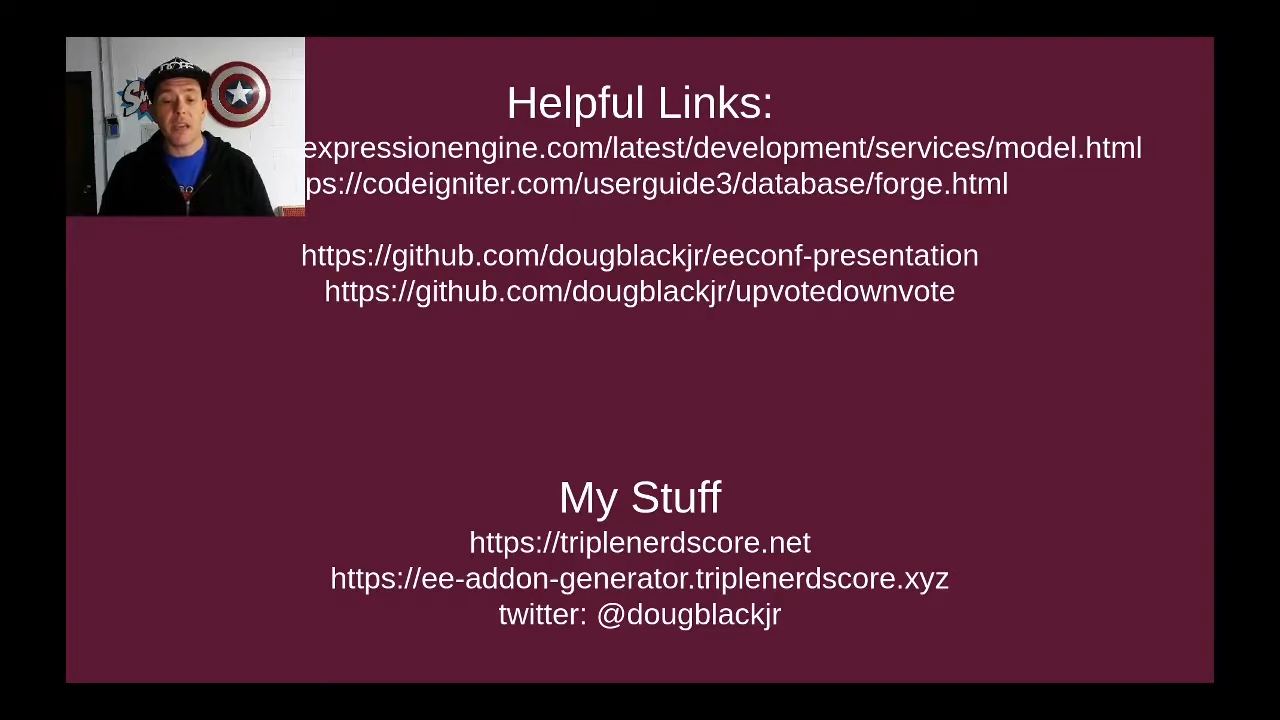 Helpful Links:
expressionengine.com/latest/development/services/model.html
ps://codeigniter.com/userguide3/database/forge.html
https://github.com/dougblackjr/eeconf-presentation
https://github.com/dougblackjr/upvotedownvote
My Stuff
https://triplenerdscore.net
https://ee-addon-generator.triplenerdscore.xyz
twitter: @dougblackjr